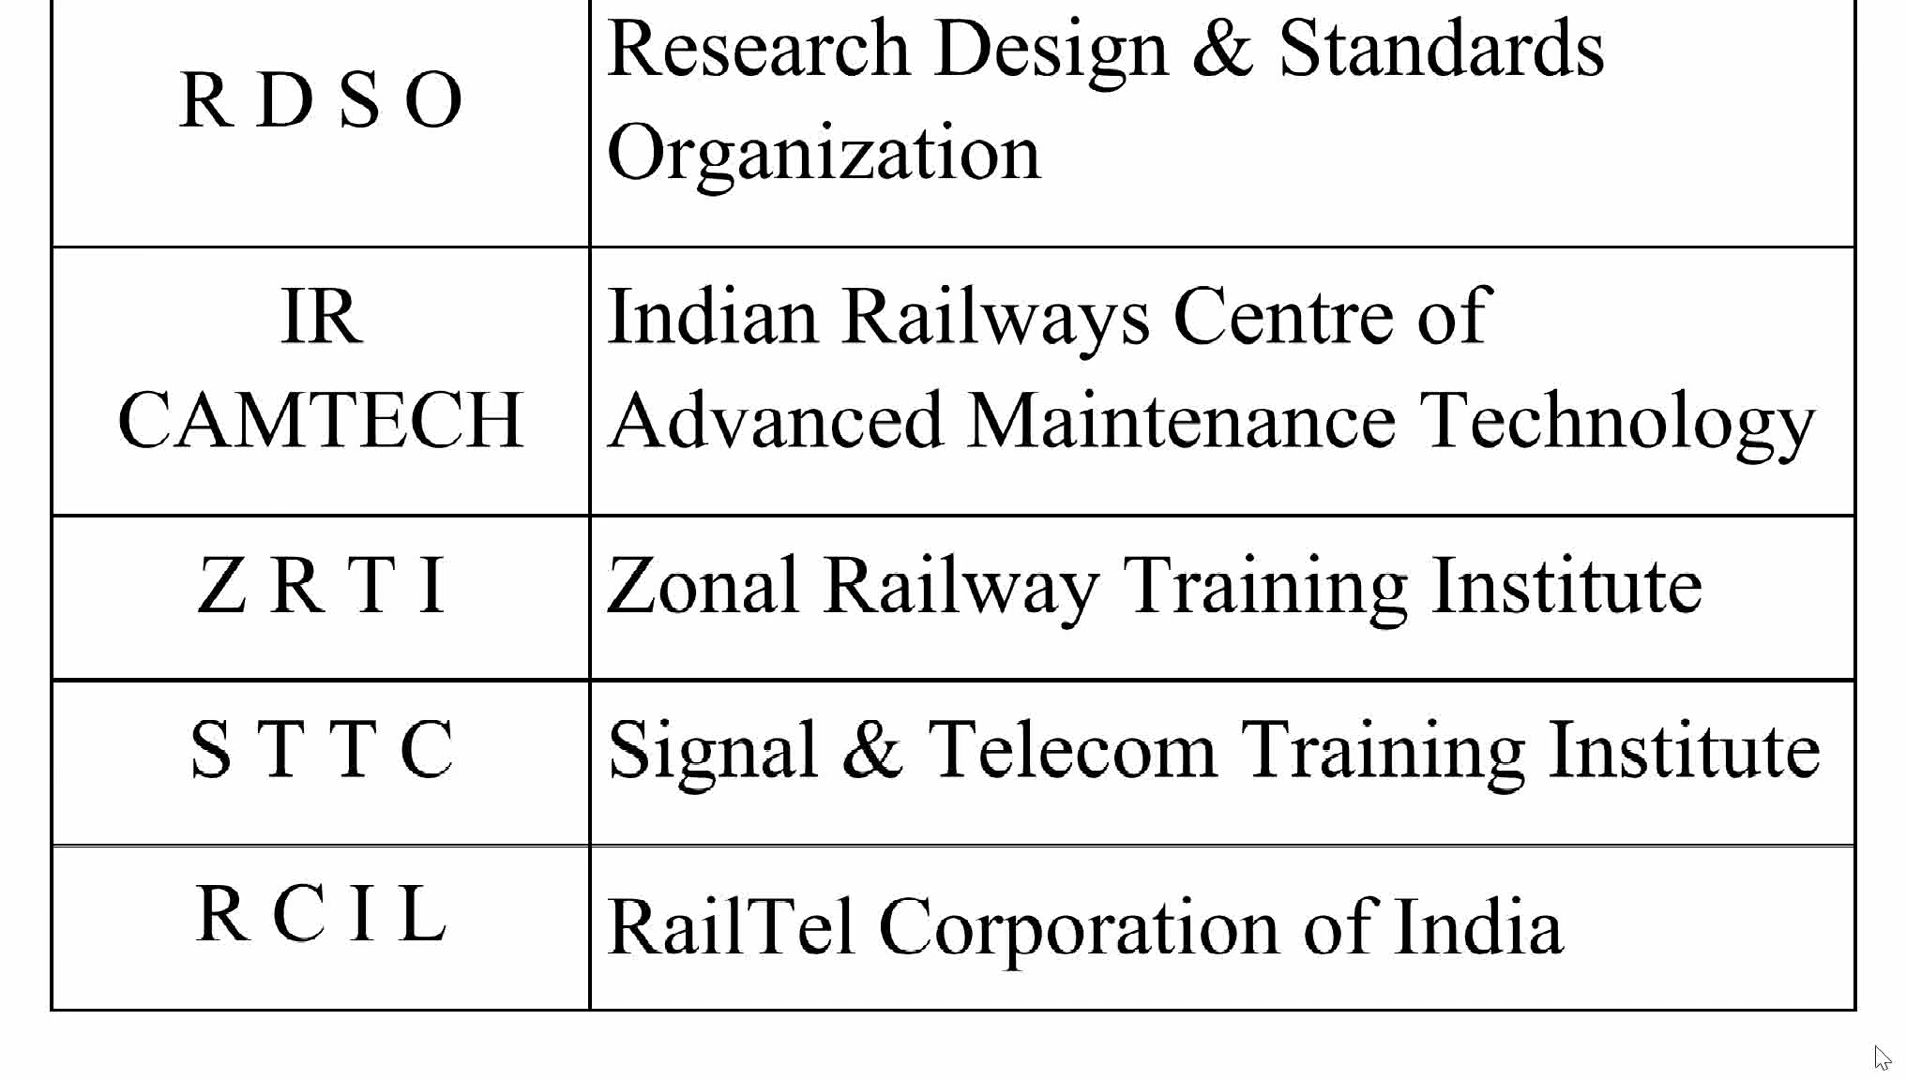 R D S O
Research Design & Standards
Organization
IR
CAMTECH
Indian Railways Centre of
Advanced Maintenance Technology
Z R T I
Zonal Railway Training Institute
S T T C
Signal & Telecom Training Institute
R C I L
RailTel Corporation of India